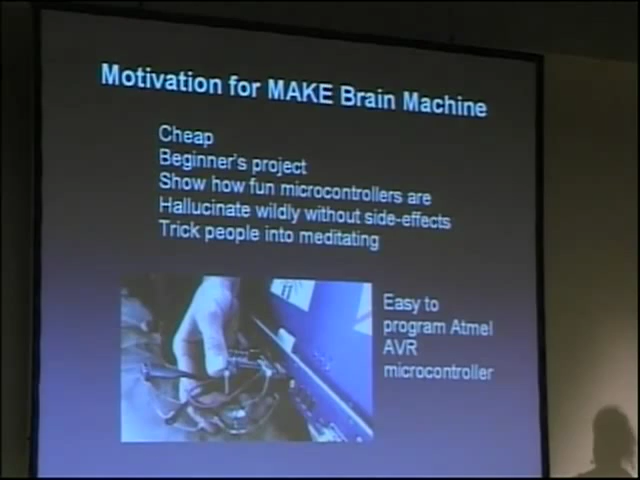 Motivation for MAKE Brain Machine
Cheap
Beginner's project
Show how fun microcontrollers are
Hallucinate wildly without side-effects
Trick people into meditating
Easy to
program Atmel
AVR
microcontroller